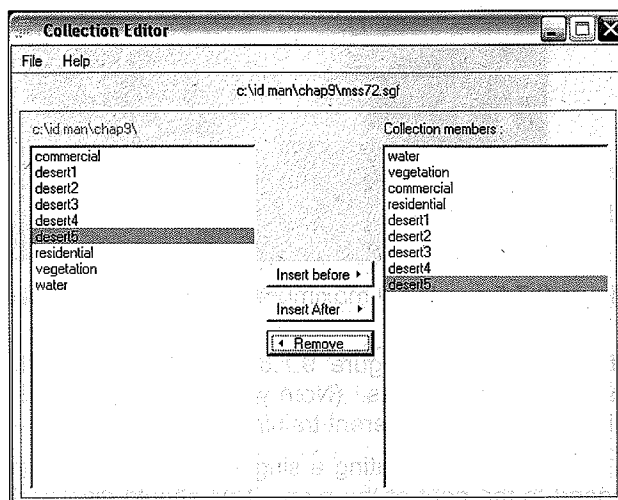 Collection Editor
File Help
c:\id man\chap9\mss72.sgf
c:\id man\chap9\
commercial
desert1
desert2
desert3
desert4
desert5
residential
vegetation
water
Insert before
Insert After
Remove
Collection members :
water
vegetation
commercial
residential
desert1
desert2
desert3
desert4
desert5